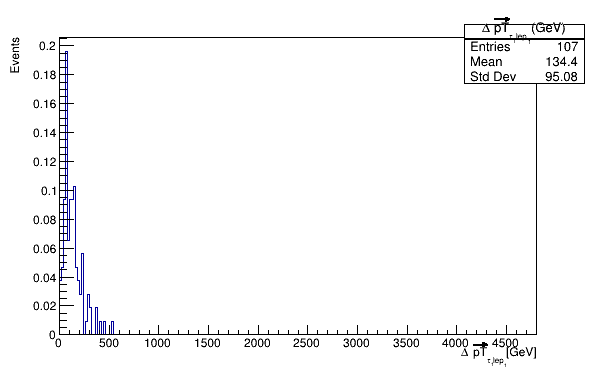 Δ pT τ₁lep₁ (GeV)
Entries 107
Mean 134.4
Std Dev 95.08
Events
0.2
0.18
0.16
0.14
0.12
0.1
0.08
0.06
0.04
0.02
0
0 500 1000 1500 2000 2500 3000 3500 4000 4500
Δ pT τ₁lep₁ [GeV]